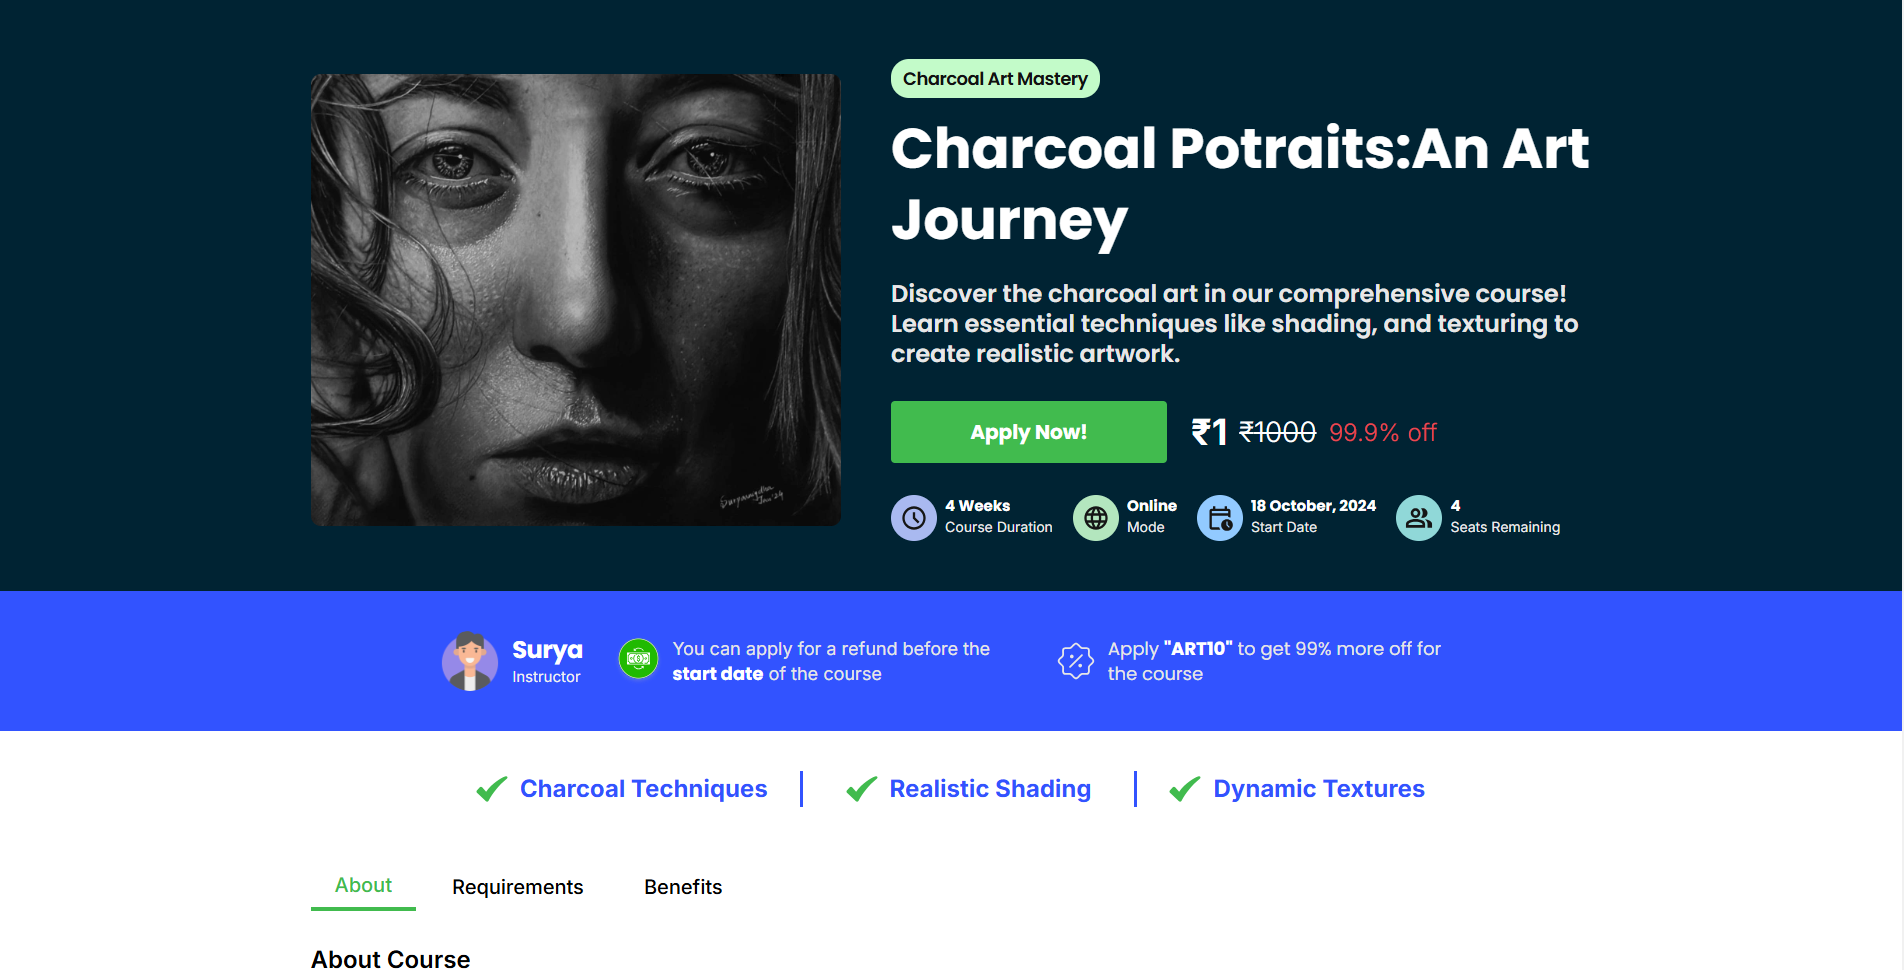 Charcoal Art Mastery
Charcoal Potraits:An Art
Journey
Discover the charcoal art in our comprehensive course!
Learn essential techniques like shading, and texturing to
create realistic artwork.
Apply Now!
₹1 ₹1000 99.9% off
4 Weeks
Course Duration
Online
Mode
18 October, 2024
Start Date
4
Seats Remaining
Surya
Instructor
You can apply for a refund before the
start date of the course
Apply "ART10" to get 99% more off for
the course
Charcoal Techniques
Realistic Shading
Dynamic Textures
About
Requirements
Benefits
About Course